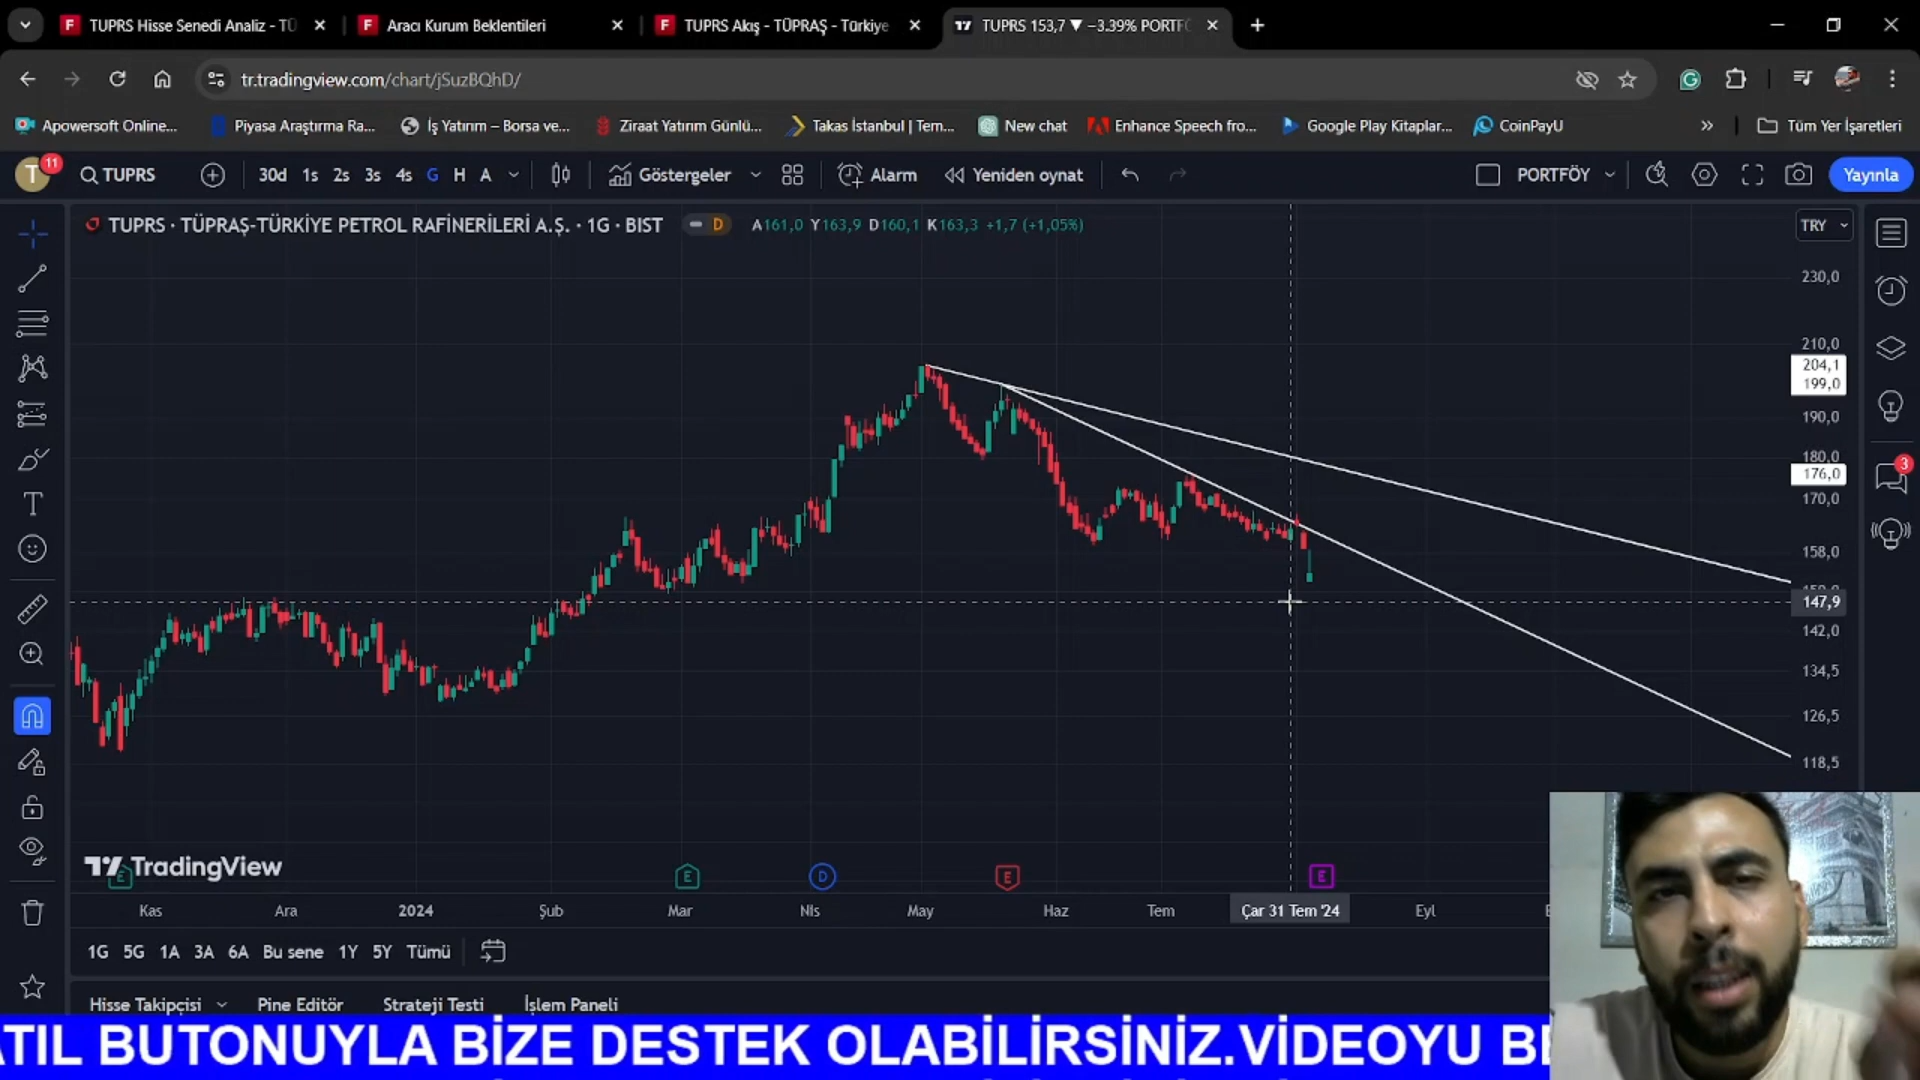 TUPRS Hisse Senedi Analiz - TÜ
Aracı Kurum Beklentileri
TUPRS Akış - TÜPRAŞ - Türkiye
TUPRS 153,7 ▼ −3.39% PORTFÖ
tr.tradingview.com/chart/jSuzBQhD/
Apowersoft Online...
Piyasa Araştırma Ra...
İş Yatırım – Borsa ve...
Ziraat Yatırım Günlü...
Takas İstanbul | Tem...
New chat
Enhance Speech fro...
Google Play Kitaplar...
CoinPayU
»
Tüm Yer İşaretleri
T 11
TUPRS
30d 1s 2s 3s 4s G H A
Göstergeler
Alarm
Yeniden oynat
PORTFÖY
Yayınla
TUPRS · TÜPRAŞ-TÜRKİYE PETROL RAFİNERİLERİ A.Ş. · 1G · BIST
D
A161,0 Y163,9 D160,1 K163,3 +1,7 (+1,05%)
TRY
230,0
210,0
204,1
199,0
190,0
180,0
176,0
170,0
158,0
147,9
142,0
134,5
126,5
118,5
3
TradingView
E E D E E
Kas Ara 2024 Şub Mar Nis May Haz Tem Çar 31 Tem '24 Eyl
1G 5G 1A 3A 6A Bu sene 1Y 5Y Tümü
Hisse Takipçisi Pine Editör Strateji Testi İşlem Paneli
ATIL BUTONUYLA BİZE DESTEK OLABİLİRSİNİZ.VİDEOYU BE